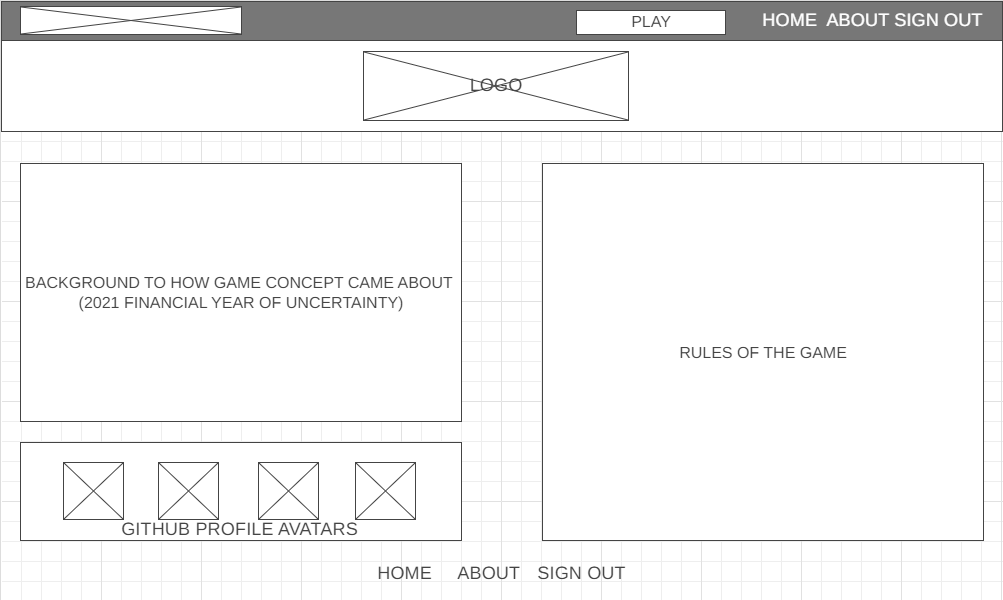 PLAY
HOME ABOUT SIGN OUT
LOGO
BACKGROUND TO HOW GAME CONCEPT CAME ABOUT
(2021 FINANCIAL YEAR OF UNCERTAINTY)
RULES OF THE GAME
GITHUB PROFILE AVATARS
HOME ABOUT SIGN OUT